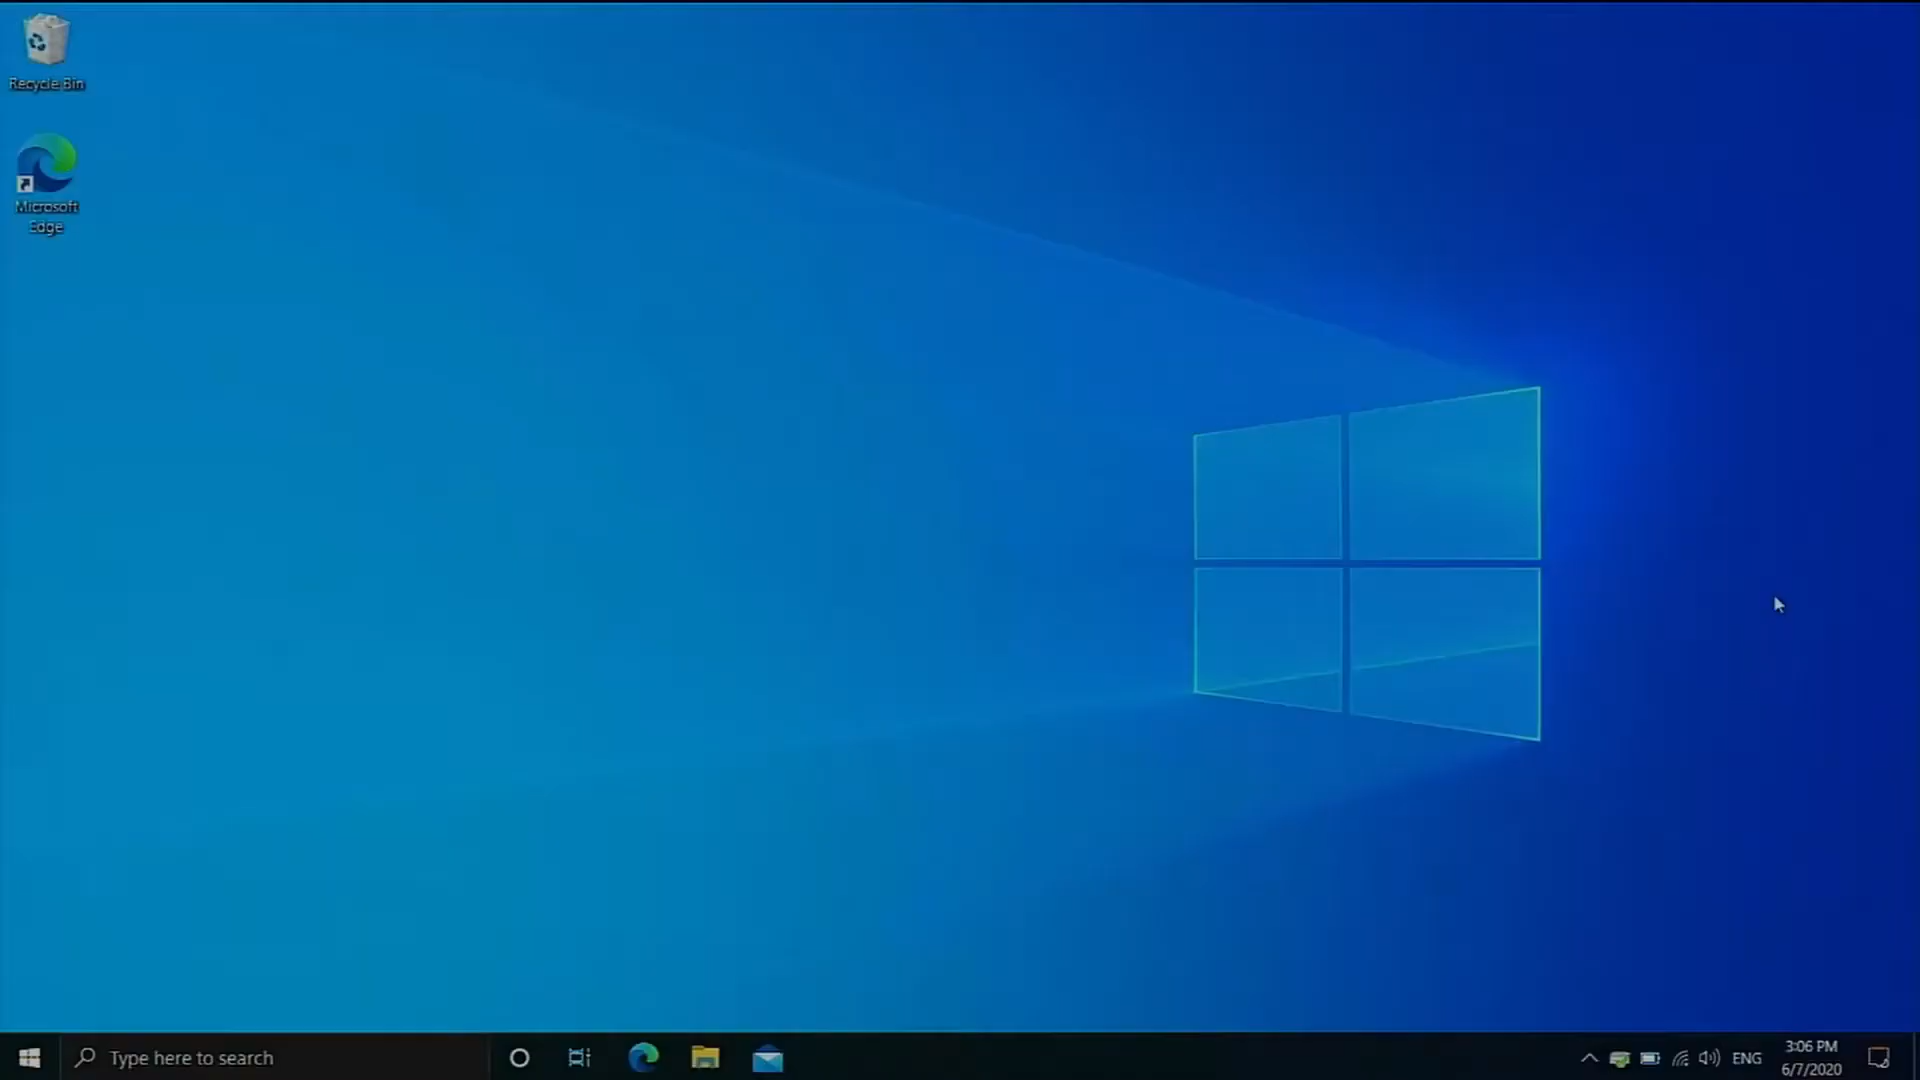 Recycle Bin
Microsoft
Edge
Type here to search
ENG
3:06 PM
6/7/2020